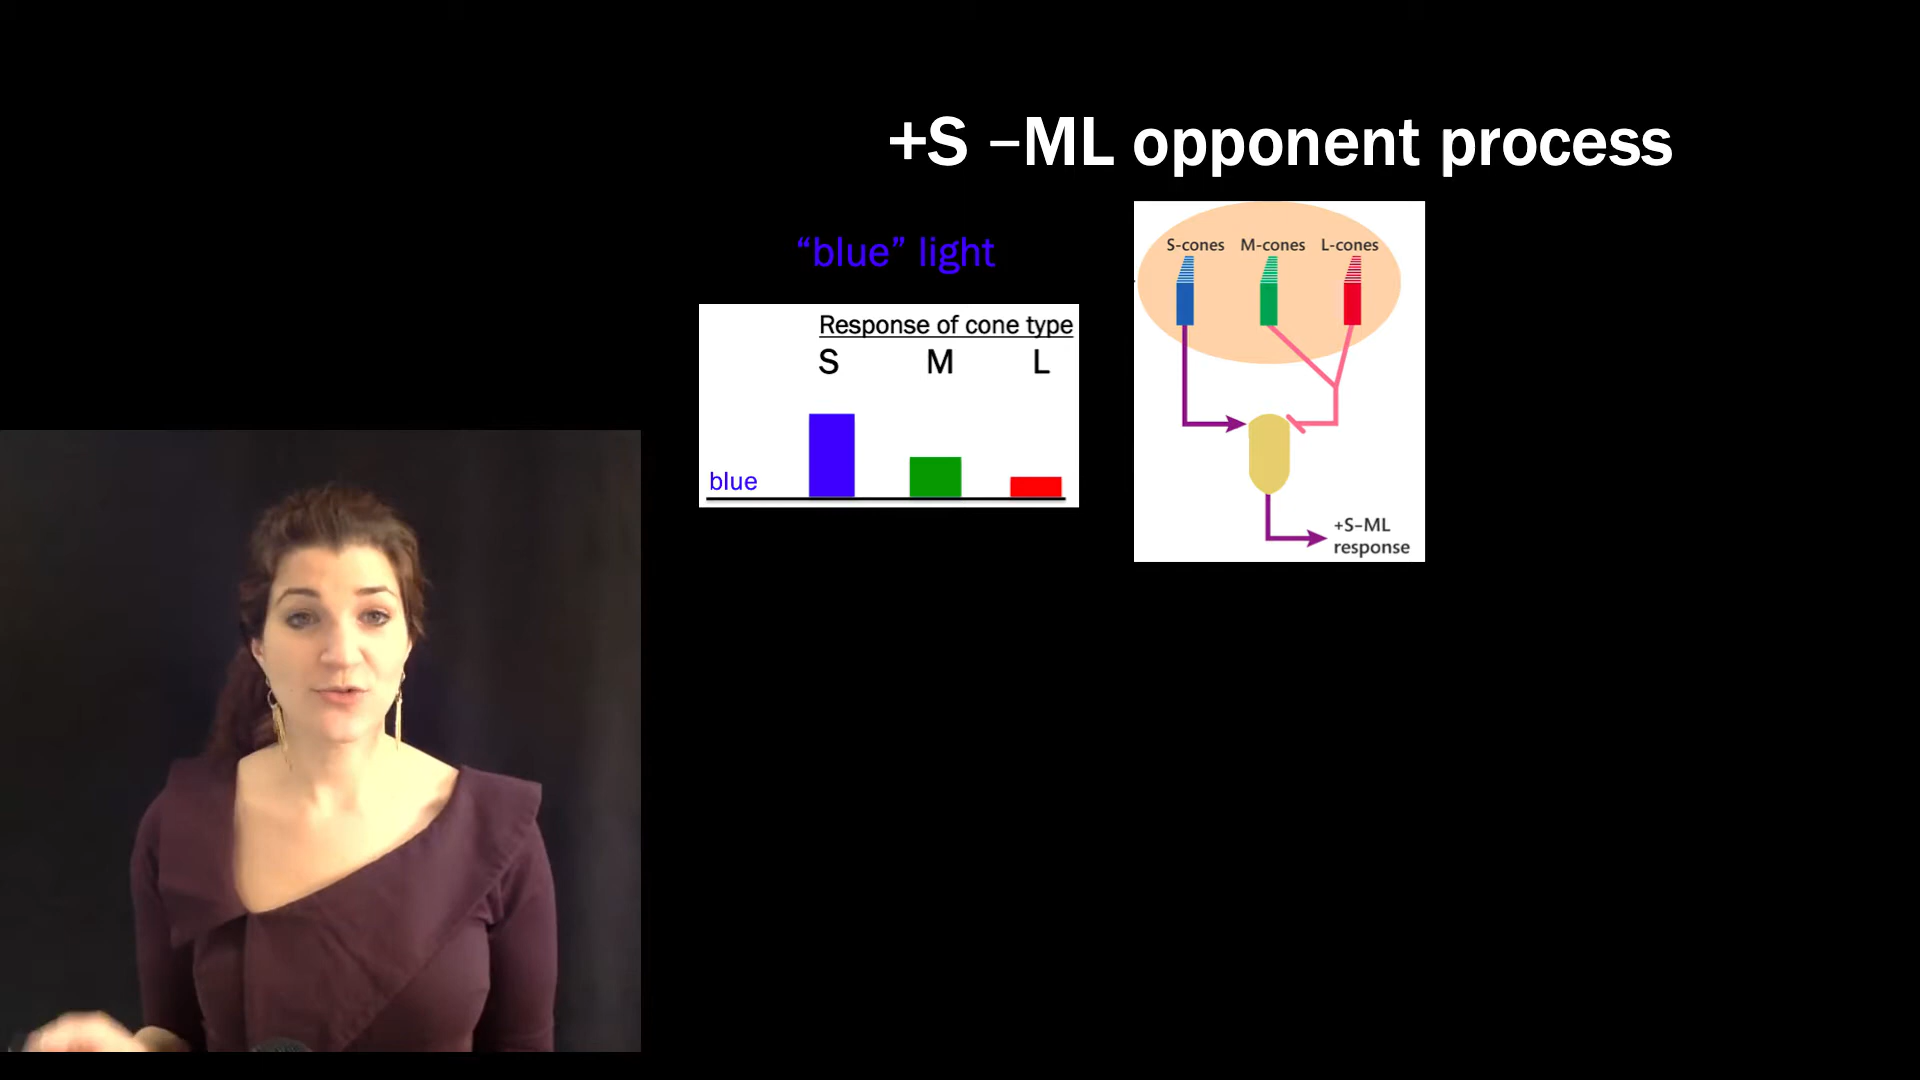 +S –ML opponent process
“blue” light
Response of cone type
S M L
blue
S-cones M-cones L-cones
+S–ML
response